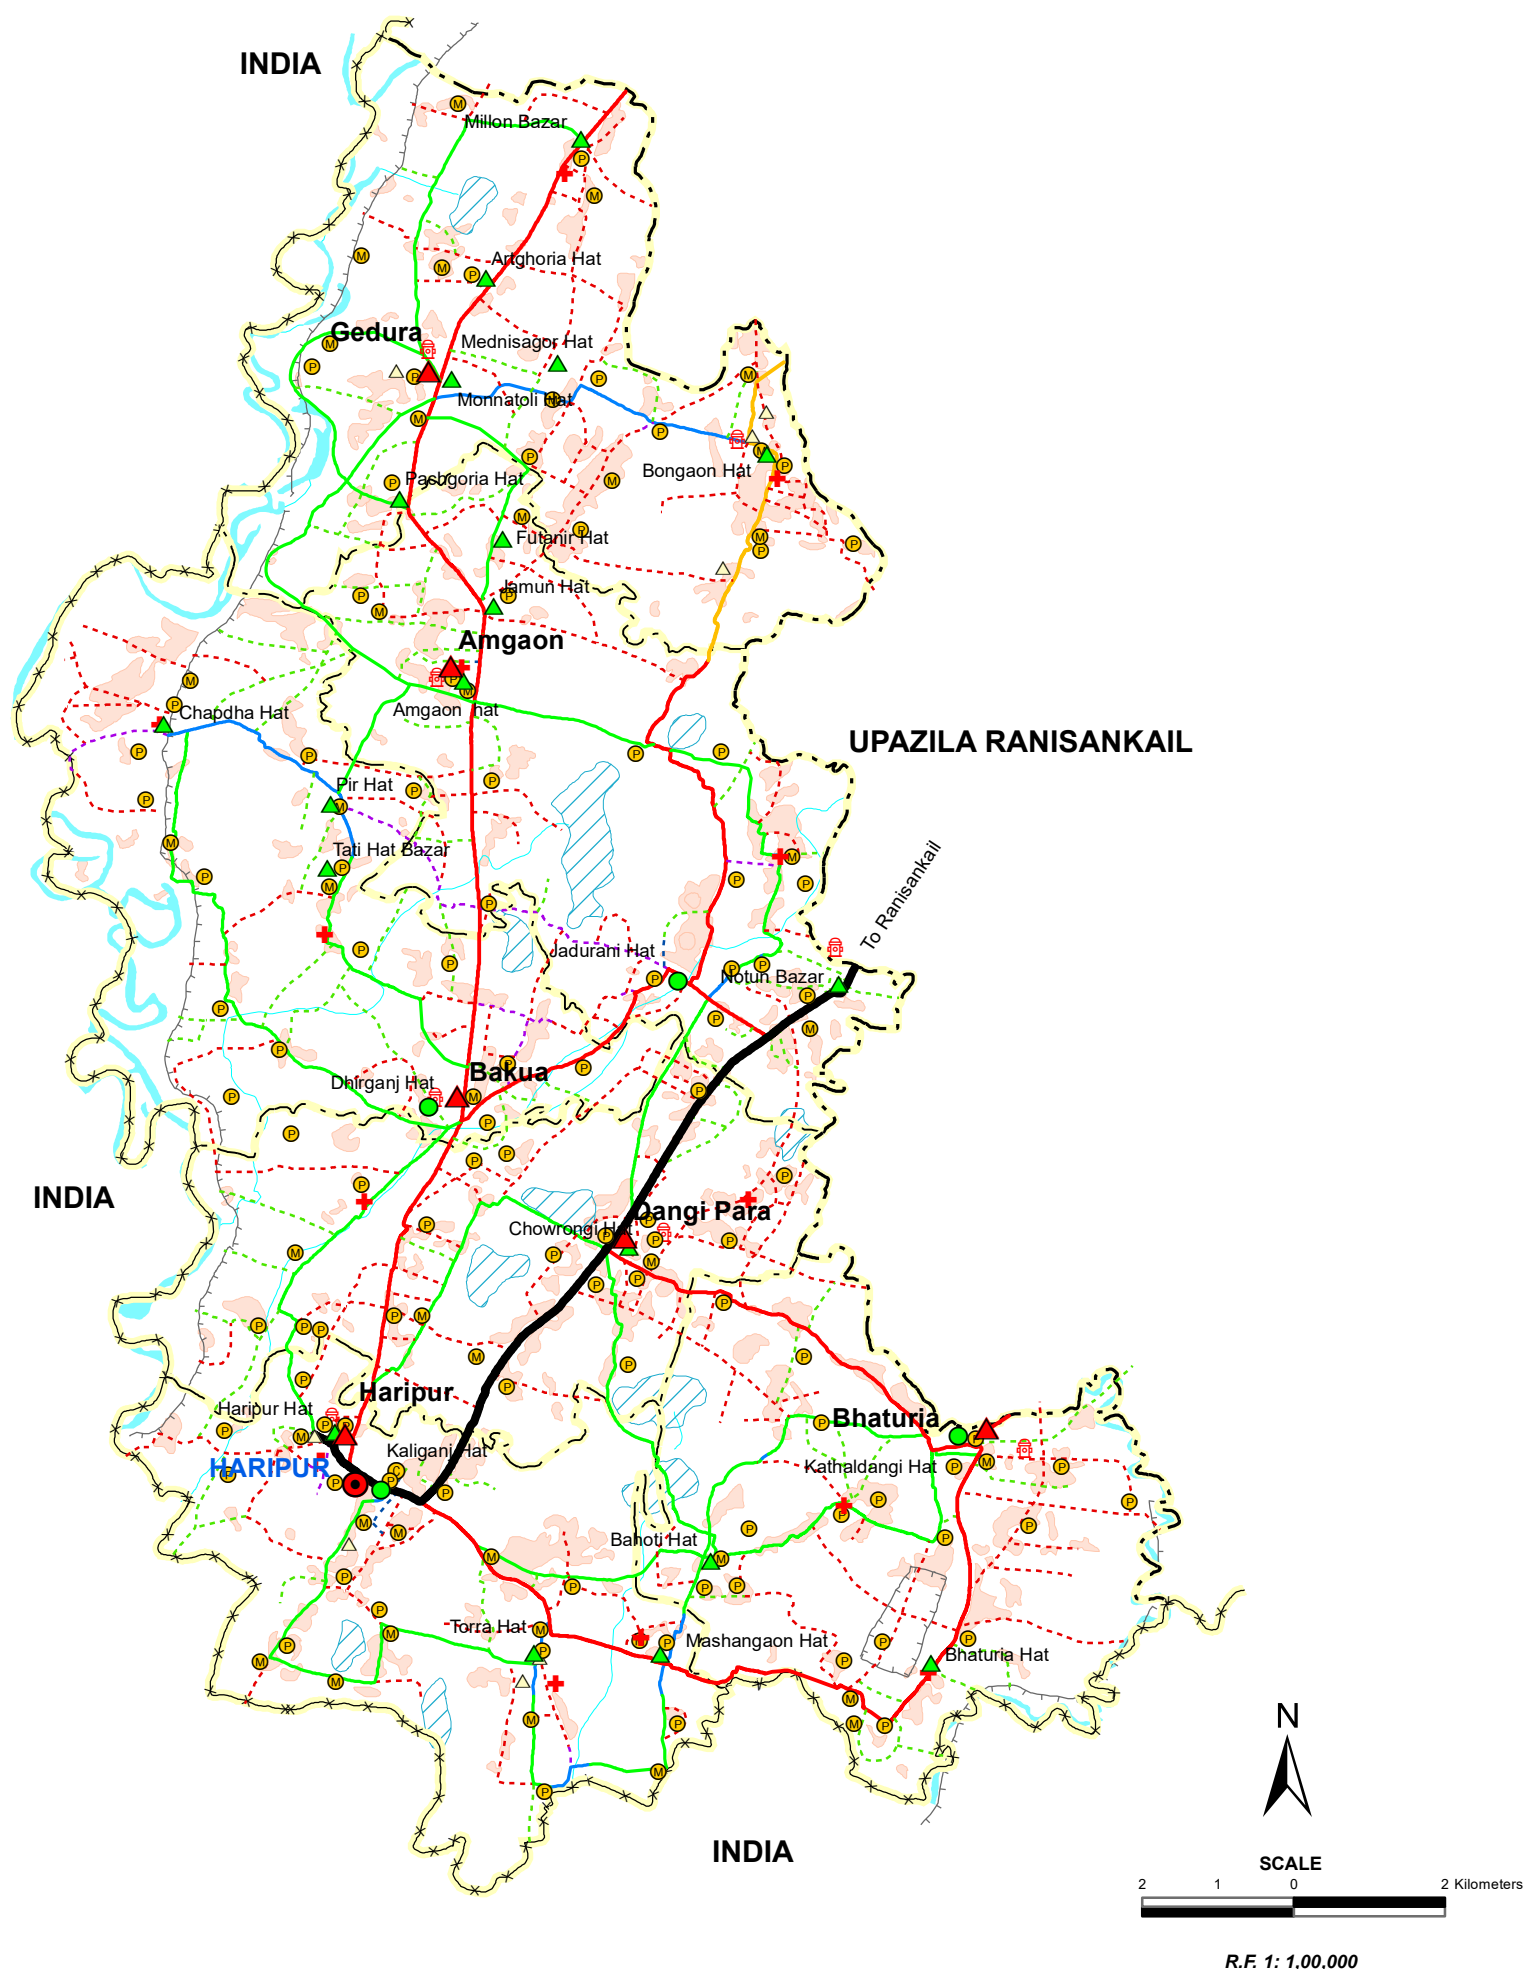 INDIA
Millon Bazar
Artghoria Hat
Gedura
Mednisagor Hat
Monnatoli Hat
Bongaon Hat
Pachgoria Hat
Futanir Hat
Jamun Hat
Amgaon
Chapdha Hat
Amgaon hat
UPAZILA RANISANKAIL
Pir Hat
Tati Hat Bazar
To Ranisankail
Jadurani Hat
Notun Bazar
Bakua
Dhirganj Hat
INDIA
Dangi Para
Chowrongi Hat
Haripur
Haripur Hat
Bhaturia
Kaliganj Hat
HARIPUR
Kathaldangi Hat
Bahoti Hat
Torra Hat
Mashangaon Hat
Bhaturia Hat
N
INDIA
SCALE
2 1 0 2 Kilometers
R.F. 1: 1,00,000